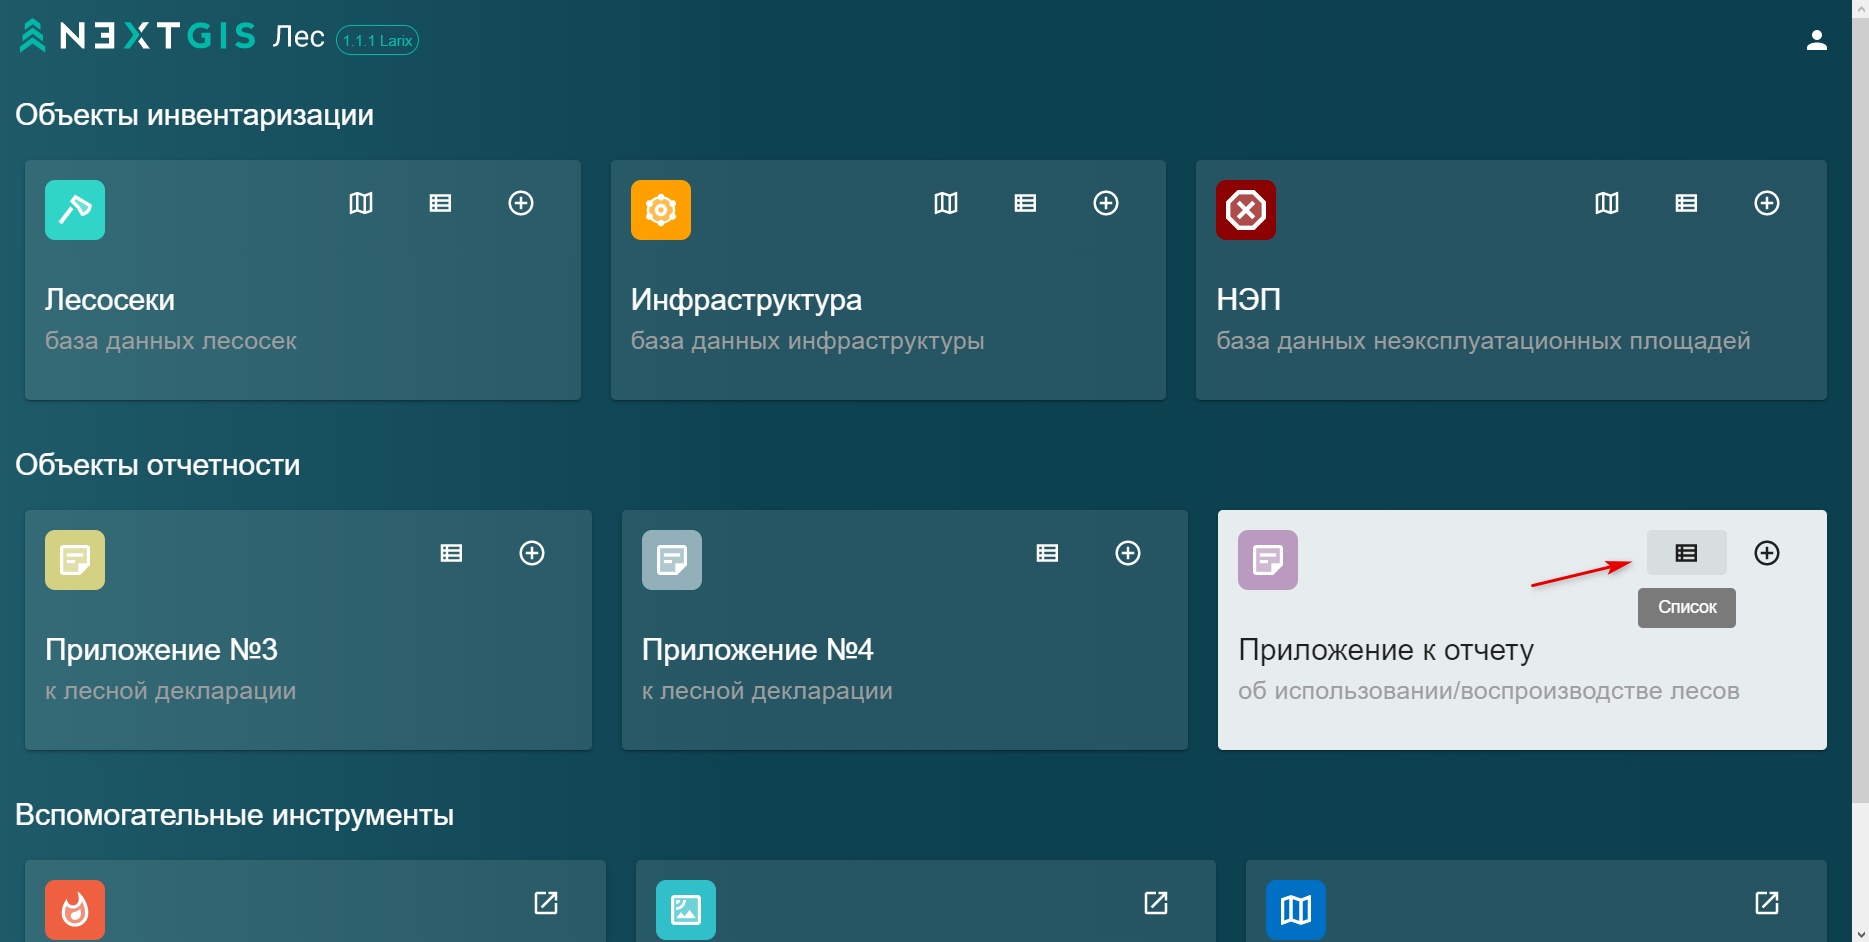 NEXTGIS Лес 1.1.1 Larix
Объекты инвентаризации
Лесосеки
база данных лесосек
Инфраструктура
база данных инфраструктуры
НЭП
база данных неэксплуатационных площадей
Объекты отчетности
Приложение №3
к лесной декларации
Приложение №4
к лесной декларации
Список
Приложение к отчету
об использовании/воспроизводстве лесов
Вспомогательные инструменты